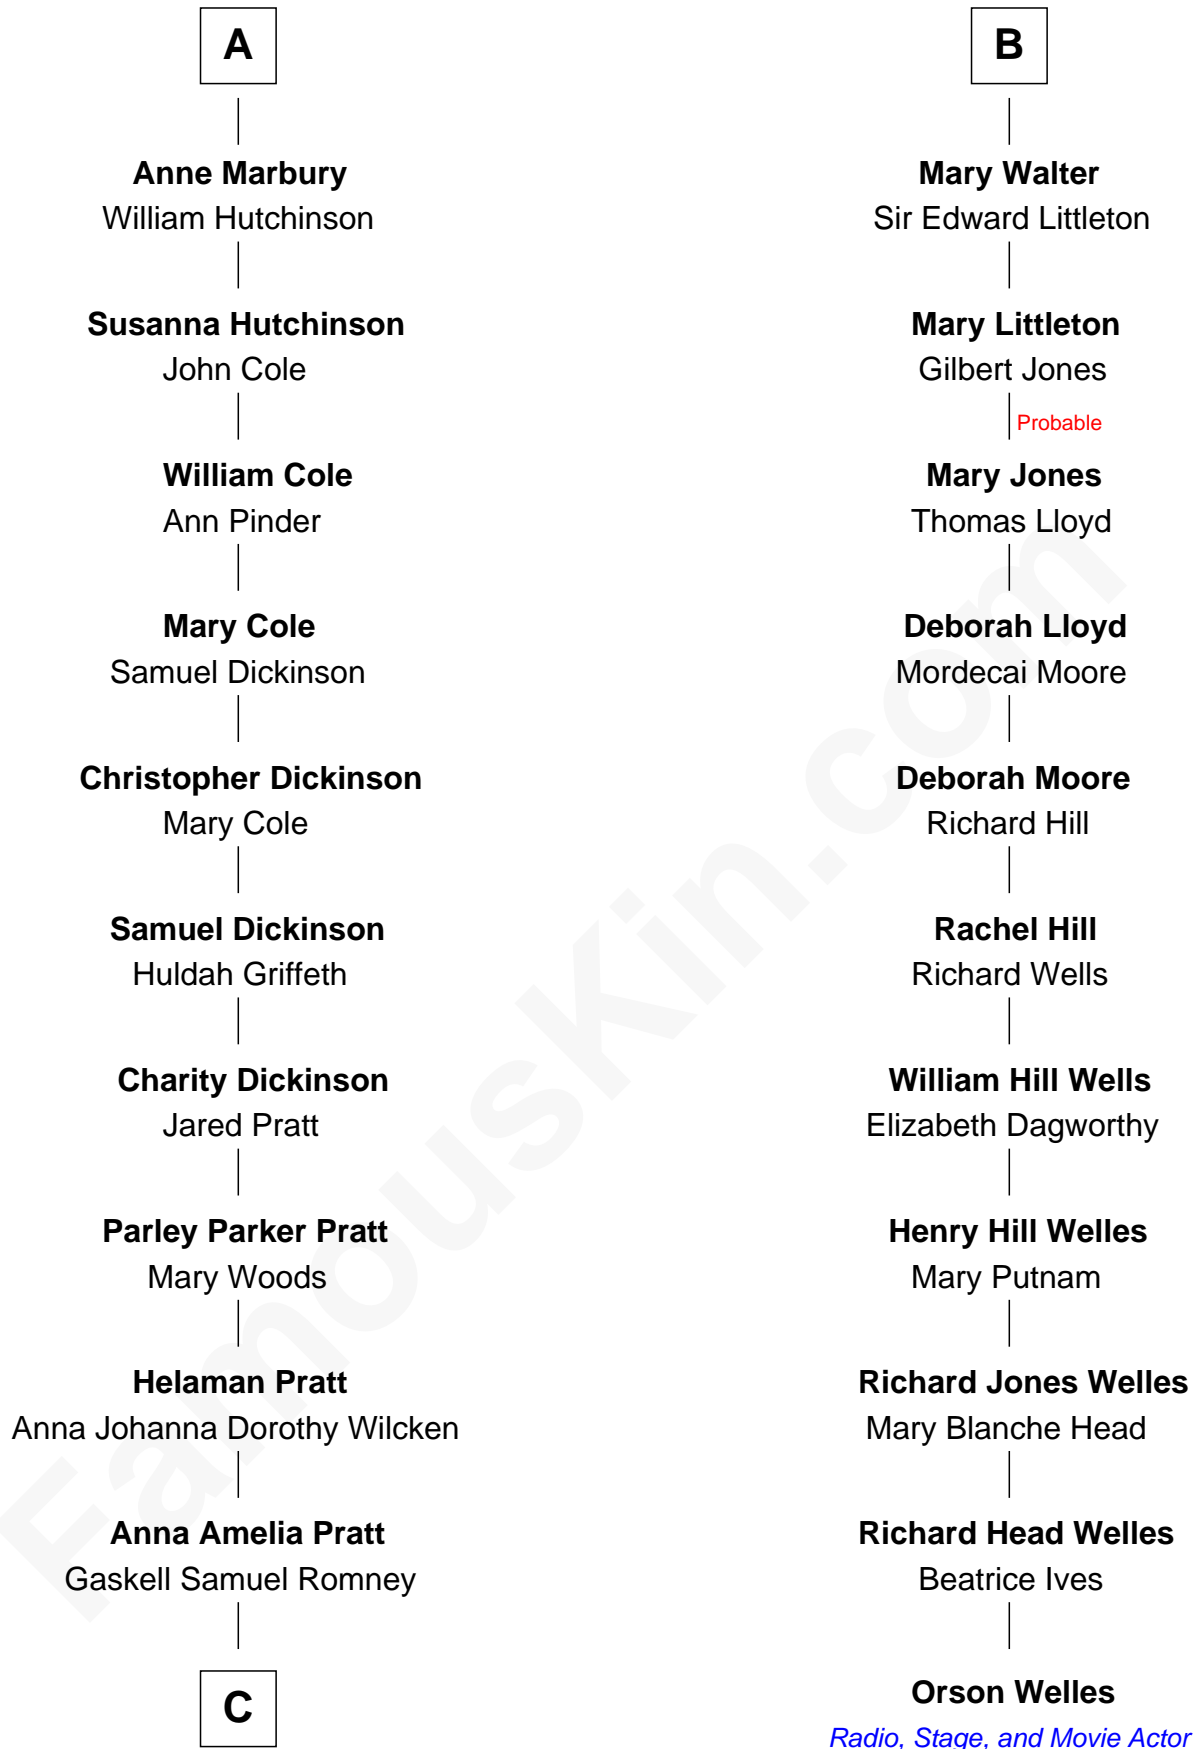 A
Anne Marbury
William Hutchinson
Susanna Hutchinson
John Cole
William Cole
Ann Pinder
Mary Cole
Samuel Dickinson
Christopher Dickinson
Mary Cole
Samuel Dickinson
Huldah Griffeth
Charity Dickinson
Jared Pratt
Parley Parker Pratt
Mary Woods
Helaman Pratt
Anna Johanna Dorothy Wilcken
Anna Amelia Pratt
Gaskell Samuel Romney
C
B
Mary Walter
Sir Edward Littleton
Mary Littleton
Gilbert Jones
Probable
Mary Jones
Thomas Lloyd
Deborah Lloyd
Mordecai Moore
Deborah Moore
Richard Hill
Rachel Hill
Richard Wells
William Hill Wells
Elizabeth Dagworthy
Henry Hill Welles
Mary Putnam
Richard Jones Welles
Mary Blanche Head
Richard Head Welles
Beatrice Ives
Orson Welles
Radio, Stage, and Movie Actor
FamousKin.com